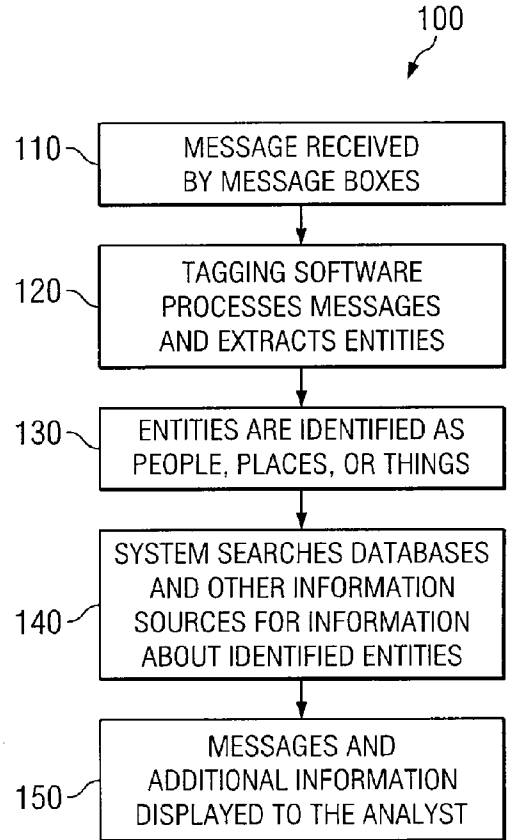 100
110
MESSAGE RECEIVED
BY MESSAGE BOXES
120
TAGGING SOFTWARE
PROCESSES MESSAGES
AND EXTRACTS ENTITIES
130
ENTITIES ARE IDENTIFIED AS
PEOPLE, PLACES, OR THINGS
140
SYSTEM SEARCHES DATABASES
AND OTHER INFORMATION
SOURCES FOR INFORMATION
ABOUT IDENTIFIED ENTITIES
150
MESSAGES AND
ADDITIONAL INFORMATION
DISPLAYED TO THE ANALYST